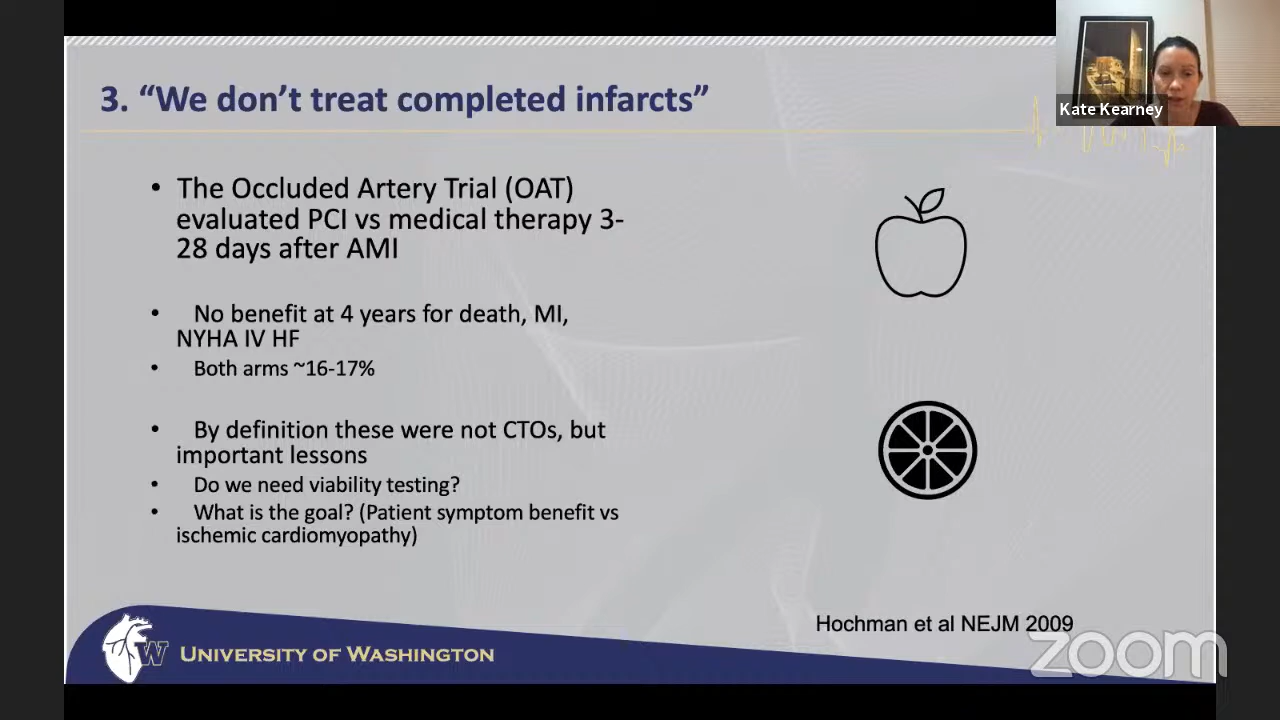 3. “We don’t treat completed infarcts”
Kate Kearney
• The Occluded Artery Trial (OAT)
evaluated PCI vs medical therapy 3-
28 days after AMI
• No benefit at 4 years for death, MI,
NYHA IV HF
• Both arms ~16-17%
• By definition these were not CTOs, but
important lessons
• Do we need viability testing?
• What is the goal? (Patient symptom benefit vs
ischemic cardiomyopathy)
Hochman et al NEJM 2009
W UNIVERSITY OF WASHINGTON
zoom